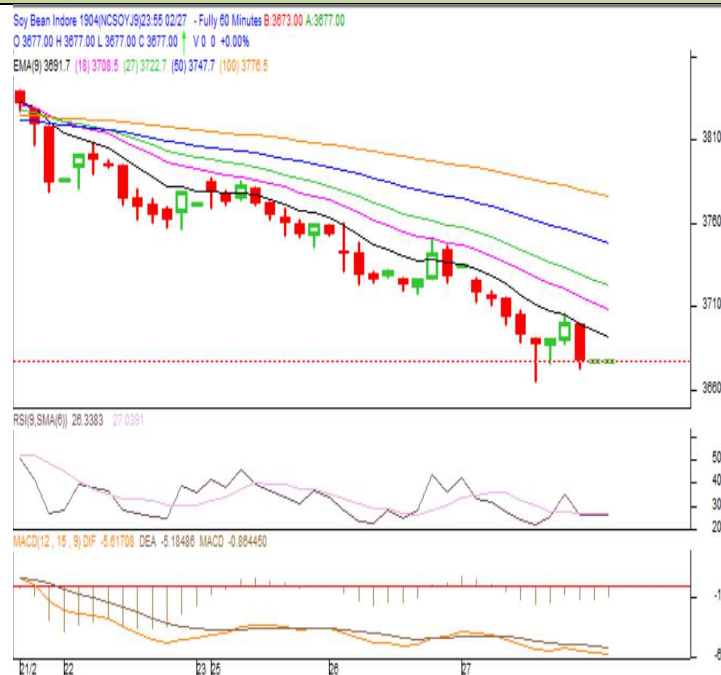 Soy Bean Indore 1904(NCSOYJ9)23:55 02/27 - Fully 60 Minutes B:3673.00 A:3677.00
O 3677.00 H 3677.00 L 3677.00 C 3677.00 V 0 0 +0.00%
EMA(9) 3691.7 (18) 3708.5 (27) 3722.7 (50) 3747.7 (100) 3776.5
3810
3760
3710
3660
RSI(9,SMA(6)) 26.3383 27.0391
50
40
30
20
MACD(12 , 15 , 9) DIF -5.61708 DEA -5.18486 MACD -0.864450
-1
-6
21/2 22 23 25 26 27